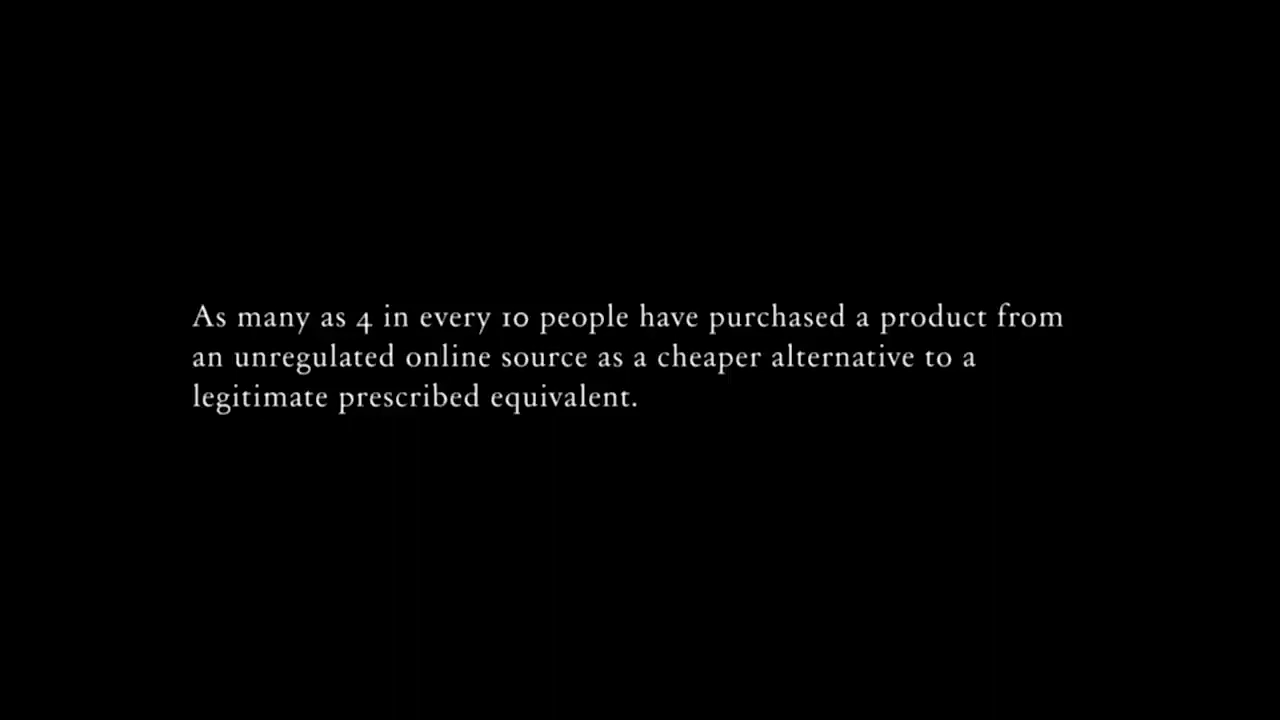 As many as 4 in every 10 people have purchased a product from
an unregulated online source as a cheaper alternative to a
legitimate prescribed equivalent.